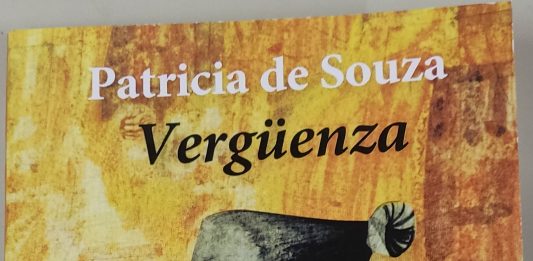 Patricia de Souza
Vergüenza